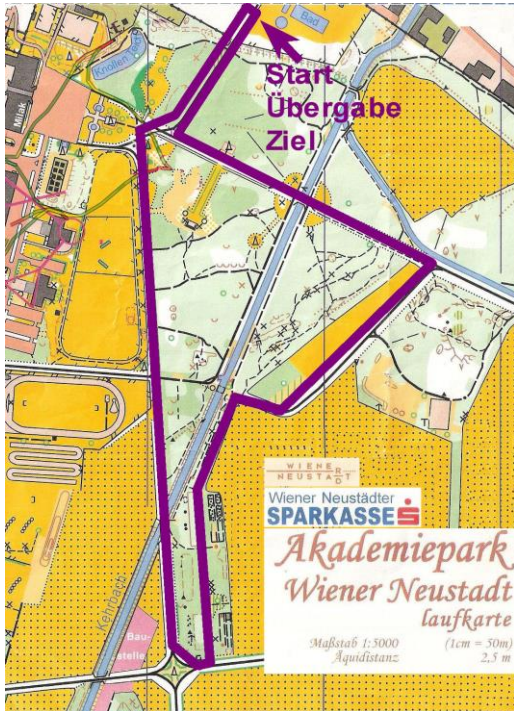 Bad
Knollen
Milak
Start
Übergabe
Ziel
WIENER
NEUSTADT
Wiener Neustädter
SPARKASSE
Akademiepark
Wiener Neustadt
laufkarte
Maßstab 1:5000 (1cm = 50m)
Äquidistanz 2,5 m
Kehrbach
Bau-
stelle